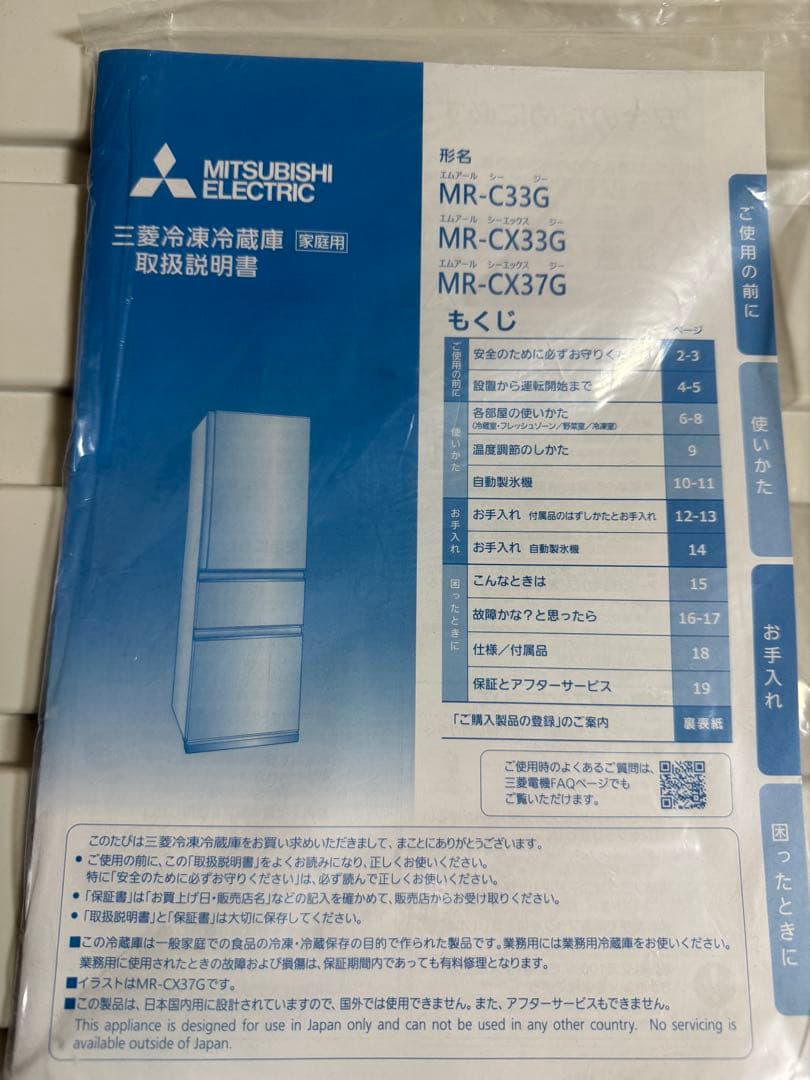 MITSUBISHI
ELECTRIC
三菱冷凍冷蔵庫 家庭用
取扱説明書
形名
エムアール シー ジー
MR-C33G
エムアール シーエックス ジー
MR-CX33G
エムアール シーエックス ジー
MR-CX37G
もくじ
ページ
ご使用の前に
安全のために必ずお守りく 2-3
設置から運転開始まで 4-5
使いかた
各部屋の使いかた 6-8
(冷蔵室・フレッシュゾーン/野菜室/冷凍室)
温度調節のしかた 9
自動製氷機 10-11
お手入れ
お手入れ 付属品のはずしかたとお手入れ 12-13
お手入れ 自動製氷機 14
困ったときに
こんなときは 15
故障かな?と思ったら 16-17
仕様/付属品 18
保証とアフターサービス 19
「ご購入製品の登録」のご案内 裏表紙
ご使用時のよくあるご質問は、
三菱電機FAQページでも
ご覧いただけます。
ご使用の前に
使いかた
お手入れ
困ったときに
このたびは三菱冷凍冷蔵庫をお買い求めいただきまして、まことにありがとうございます。
● ご使用の前に、この「取扱説明書」をよくお読みになり、正しくお使いください。
特に「安全のために必ずお守りください」は、必ず読んで正しくお使いください。
● 「保証書」は「お買上げ日・販売店名」などの記入を確かめて、販売店からお受け取りください。
● 「取扱説明書」と「保証書」は大切に保存してください。
■この冷蔵庫は一般家庭での食品の冷凍・冷蔵保存の目的で作られた製品です。業務用には業務用冷蔵庫をお使いください。
業務用に使用されたときの故障および損傷は、保証期間内であっても有料修理となります。
■イラストはMR-CX37Gです。
■この製品は、日本国内用に設計されていますので、国外では使用できません。また、アフターサービスもできません。
This appliance is designed for use in Japan only and can not be used in any other country. No servicing is
available outside of Japan.